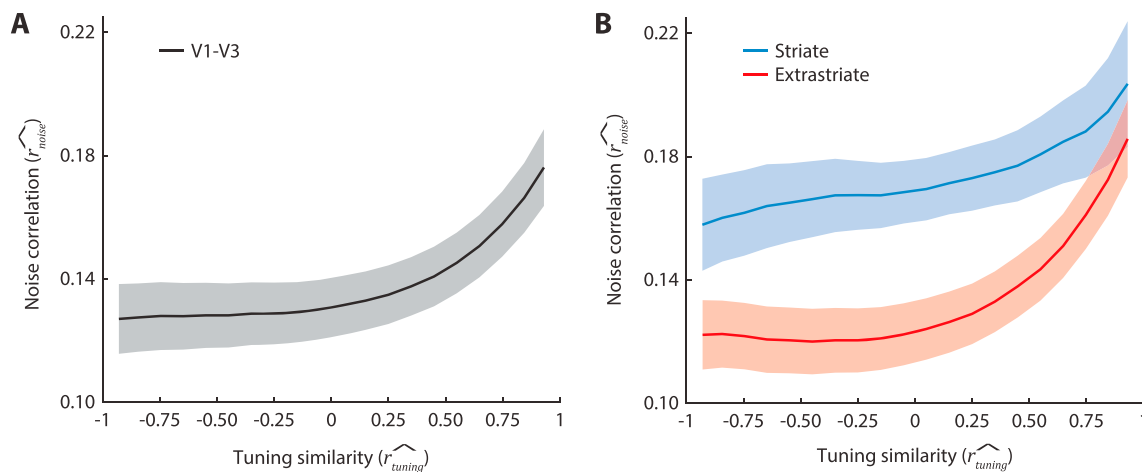 A
B
V1-V3
Striate
Extrastriate
Noise correlation (r̂noise)
0.22
0.18
0.14
0.10
-1 -0.75 -0.50 -0.25 0 0.25 0.50 0.75 1
Tuning similarity (r̂tuning)
Noise correlation (r̂noise)
0.22
0.18
0.14
0.10
-1 -0.75 -0.50 -0.25 0 0.25 0.50 0.75 1
Tuning similarity (r̂tuning)